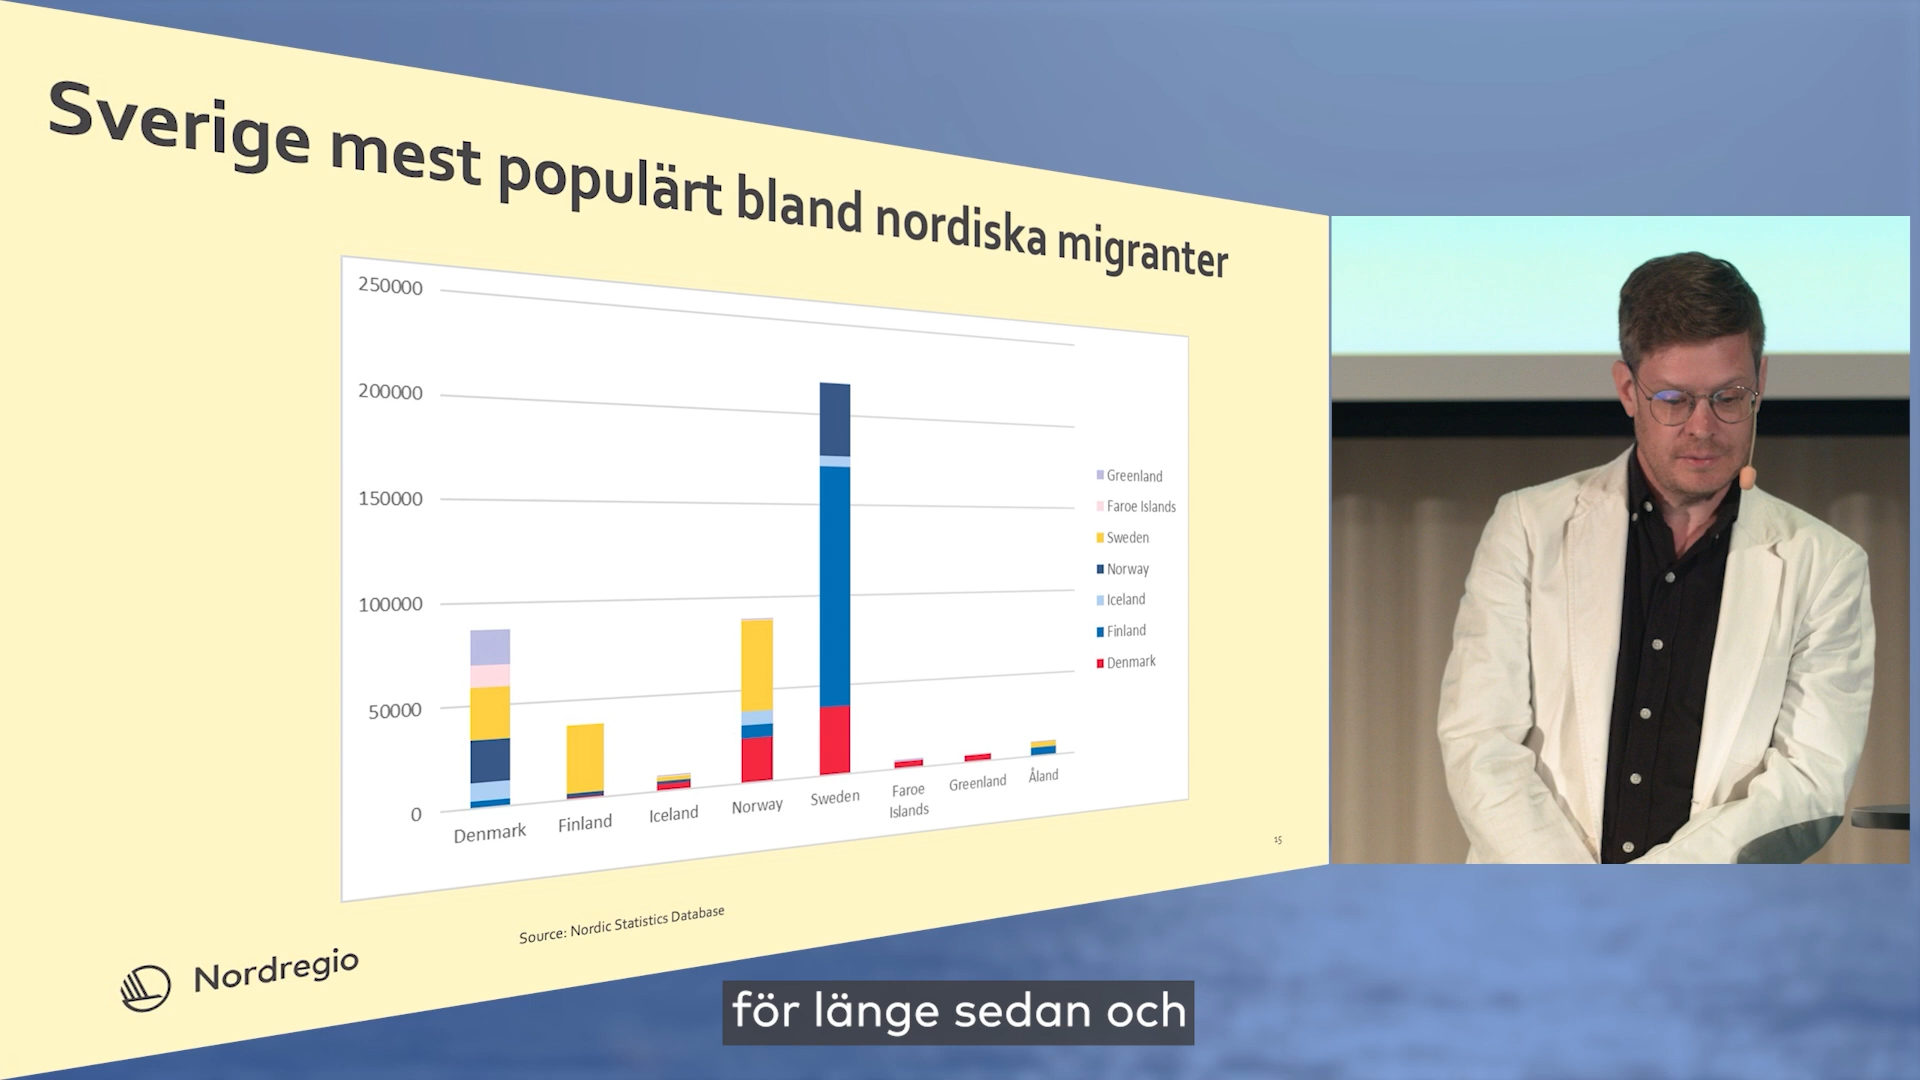 Sverige mest populärt bland nordiska migranter
250000
200000
150000
100000
50000
0
Denmark
Finland
Iceland
Norway
Sweden
Faroe
Islands
Greenland
Åland
Greenland
Faroe Islands
Sweden
Norway
Iceland
Finland
Denmark
15
Source: Nordic Statistics Database
Nordregio
för länge sedan och